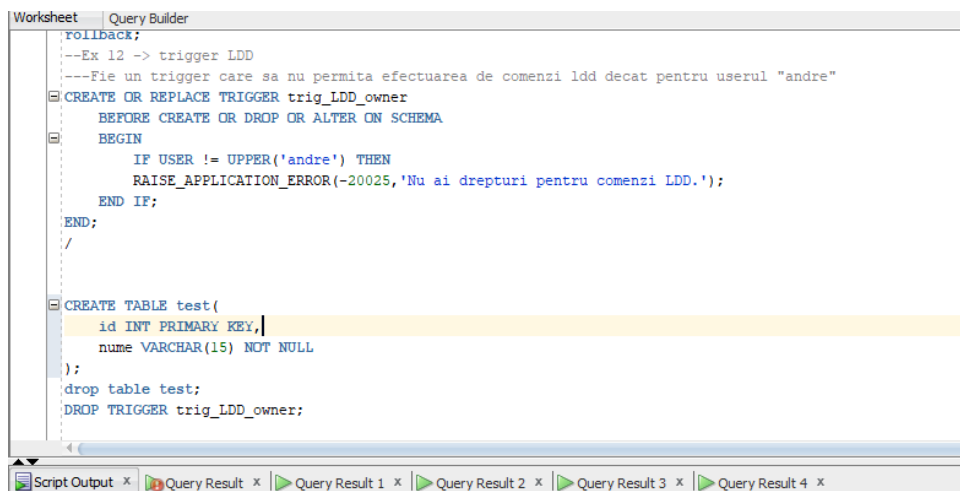 Worksheet Query Builder
rollback;
--Ex 12 -> trigger LDD
---Fie un trigger care sa nu permita efectuarea de comenzi ldd decat pentru userul "andre"
CREATE OR REPLACE TRIGGER trig_LDD_owner
BEFORE CREATE OR DROP OR ALTER ON SCHEMA
BEGIN
IF USER != UPPER('andre') THEN
RAISE_APPLICATION_ERROR(-20025,'Nu ai drepturi pentru comenzi LDD.');
END IF;
END;
/
CREATE TABLE test(
id INT PRIMARY KEY,
nume VARCHAR(15) NOT NULL
);
drop table test;
DROP TRIGGER trig_LDD_owner;
Script Output x Query Result x Query Result 1 x Query Result 2 x Query Result 3 x Query Result 4 x